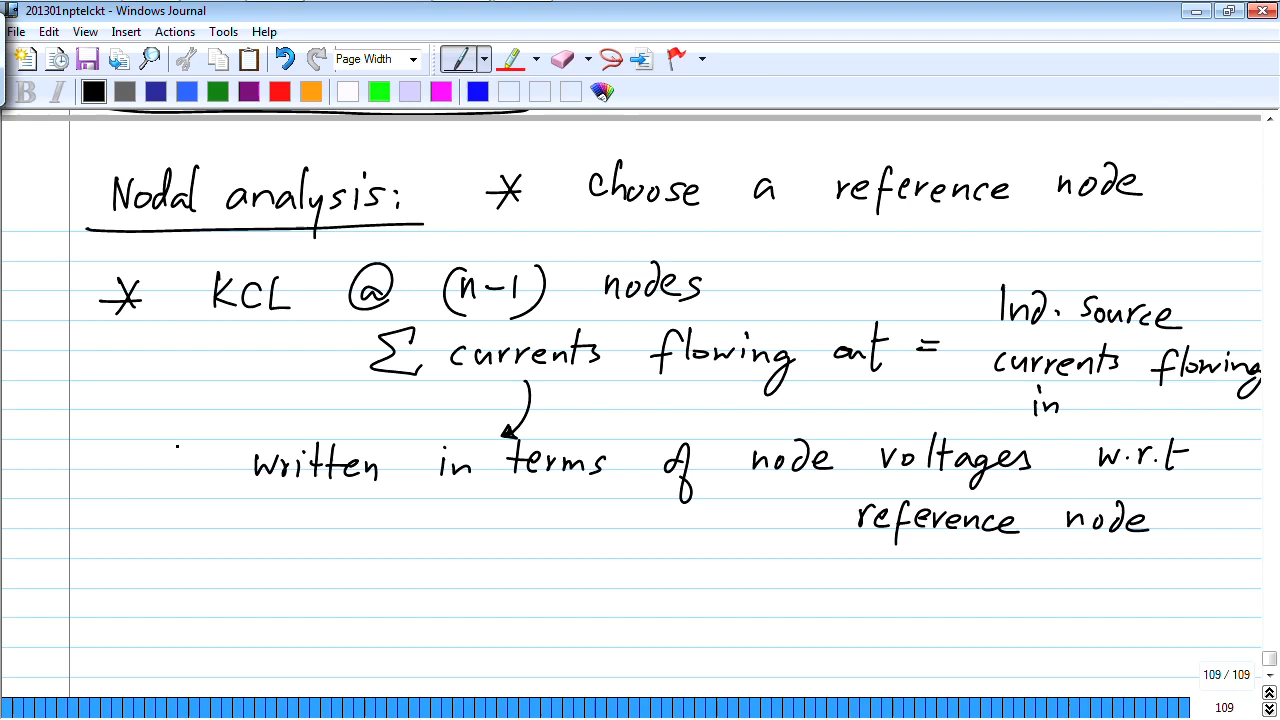 201301nptelckt - Windows Journal
File Edit View Insert Actions Tools Help
Page Width
B I
Nodal analysis: * choose a reference node
* KCL @ (n-1) nodes
Σ currents flowing out = Ind. source currents flowing in
written in terms of node voltages w.r.t
reference node
109 / 109
109